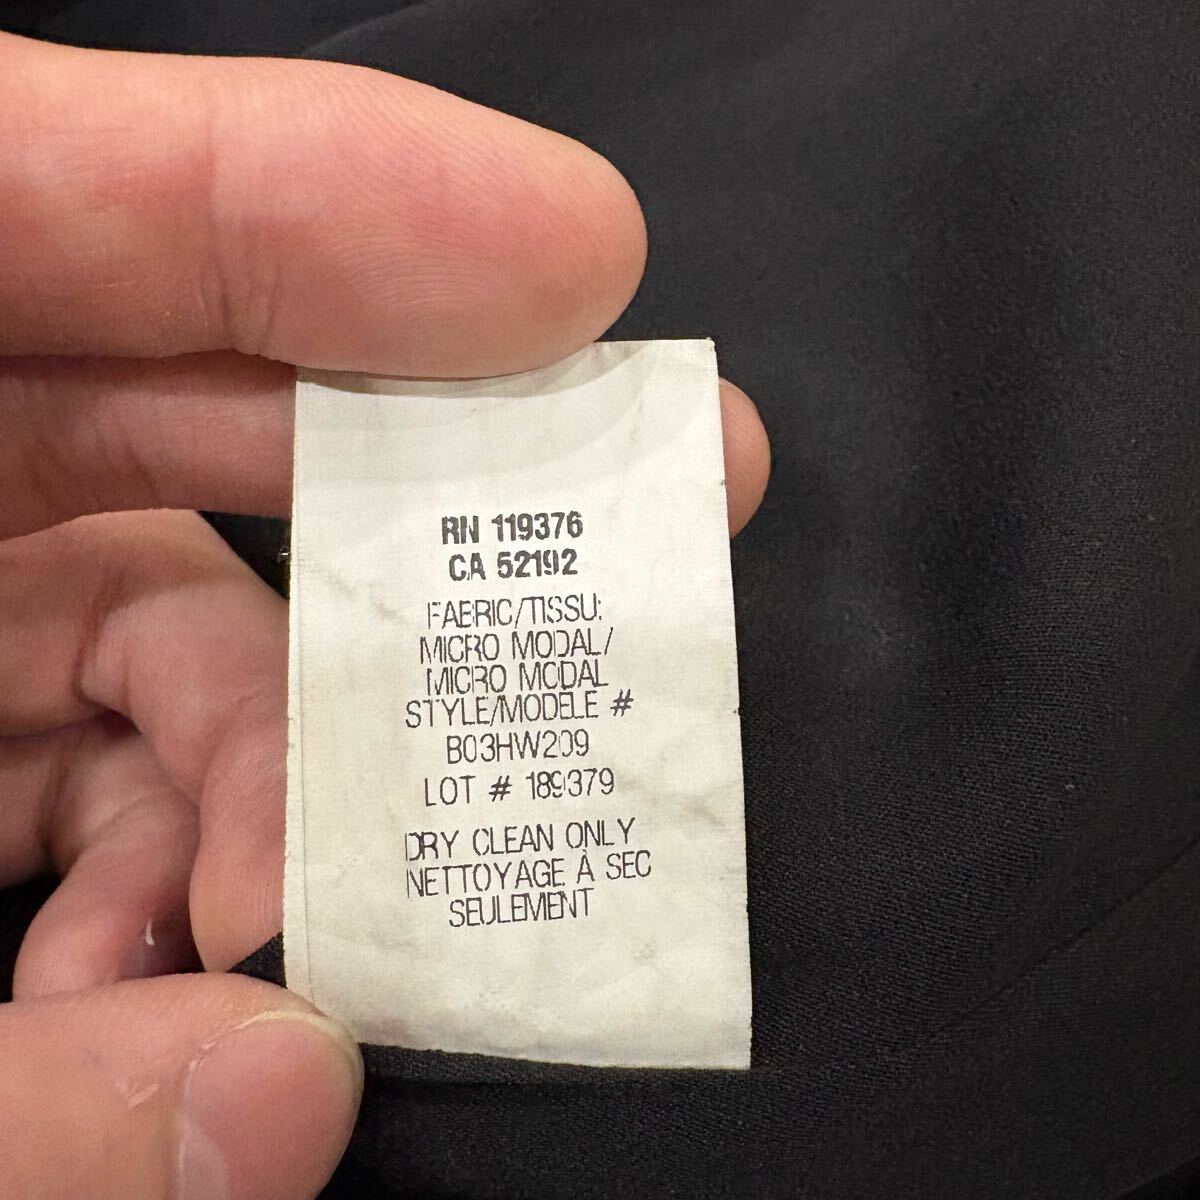 RN 119376
CA 52192
FABRIC/TISSU:
MICRO MODAL/
MICRO MODAL
STYLE/MODELE #
B03HW209
LOT # 189379
DRY CLEAN ONLY
NETTOYAGE À SEC
SEULEMENT